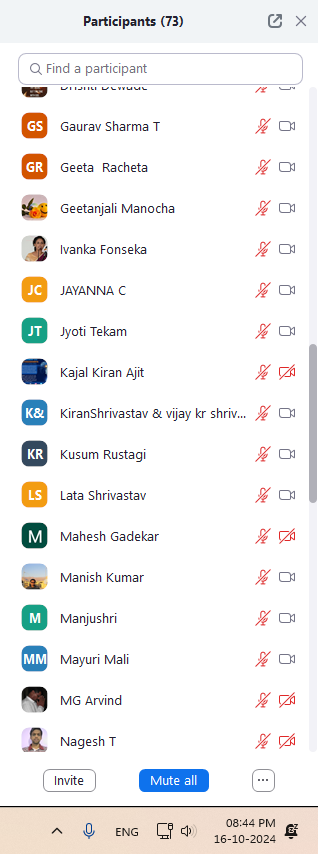 Participants (73)
Find a participant
Drishti Dewade
GS Gaurav Sharma T
GR Geeta Racheta
Geetanjali Manocha
Ivanka Fonseka
JC JAYANNA C
JT Jyoti Tekam
Kajal Kiran Ajit
K& KiranShrivastav & vijay kr shriv...
KR Kusum Rustagi
LS Lata Shrivastav
M Mahesh Gadekar
Manish Kumar
M Manjushri
MM Mayuri Mali
MG Arvind
Nagesh T
Invite Mute all ...
ENG 08:44 PM
16-10-2024